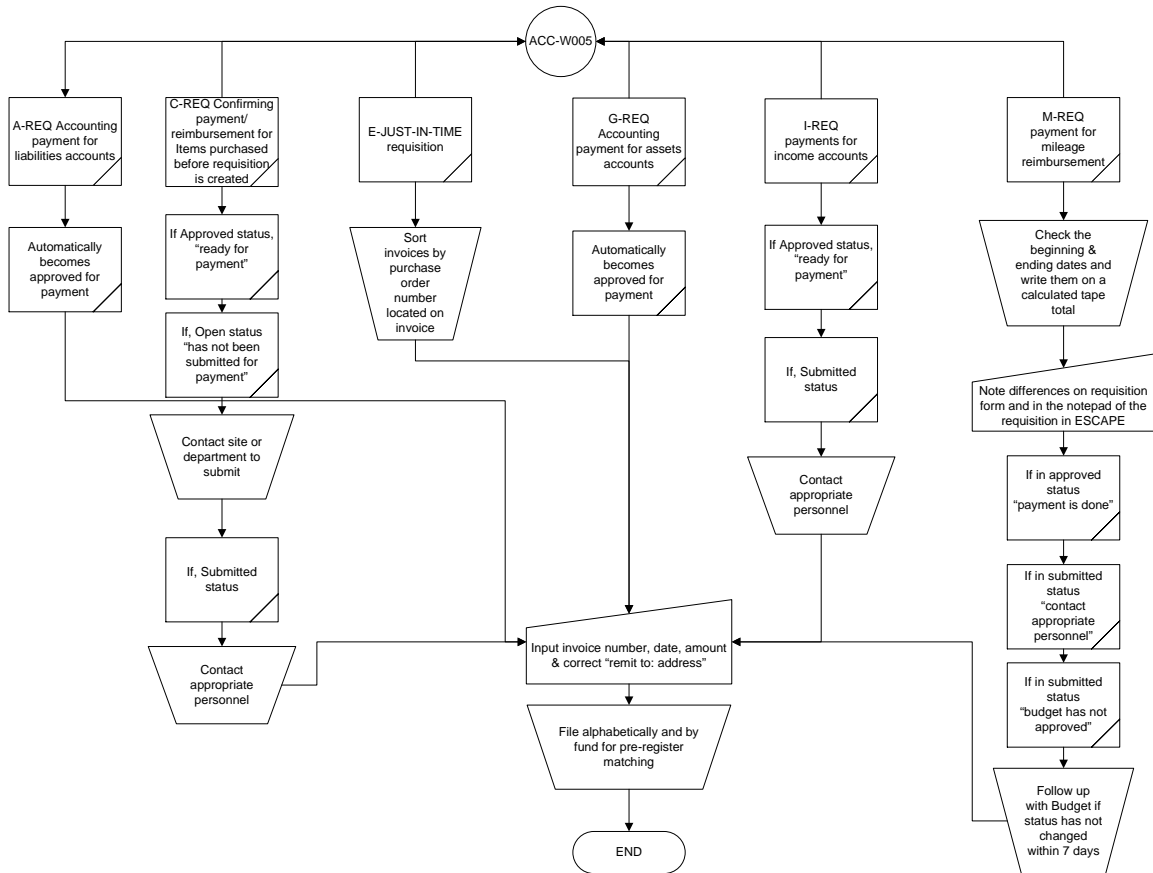 ACC-W005
A-REQ Accounting
payment for
liabilities accounts
C-REQ Confirming
payment/
reimbursement for
Items purchased
before requisition
is created
E-JUST-IN-TIME
requisition
G-REQ
Accounting
payment for assets
accounts
I-REQ
payments for
income accounts
M-REQ
payment for
mileage
reimbursement
Automatically
becomes
approved for
payment
If Approved status,
“ready for
payment”
Sort
invoices by
purchase
order
number
located on
invoice
Automatically
becomes
approved for
payment
If Approved status,
“ready for
payment”
Check the
beginning &
ending dates and
write them on a
calculated tape
total
If, Open status
“has not been
submitted for
payment”
If, Submitted
status
Note differences on requisition
form and in the notepad of the
requisition in ESCAPE
Contact site or
department to
submit
Contact
appropriate
personnel
If in approved
status
“payment is done”
If, Submitted
status
If in submitted
status
“contact
appropriate
personnel”
Contact
appropriate
personnel
Input invoice number, date, amount
& correct “remit to: address”
If in submitted
status
“budget has not
approved”
File alphabetically and by
fund for pre-register
matching
Follow up
with Budget if
status has not
changed
within 7 days
END